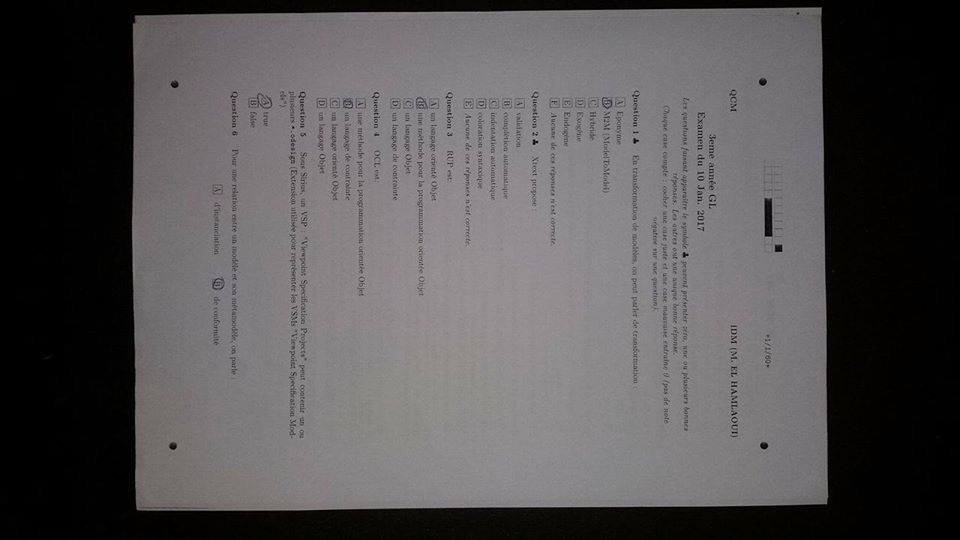 *1/1/60*
QCM IDM (M. EL HAMLAOUI)
3eme année GL
Examen du 10 Jan. 2017
Les questions faisant apparaître le symbole ♣ peuvent présenter zéro, une ou plusieurs bonnes
réponses. Les autres ont une unique bonne réponse.
(Chaque case compte : cocher une case juste et une case mauvaise entraîne 0 (pas de note
négative sur une question).
Question 1 ♣ En transformation de modèles, on peut parler de transformation :
A Eponyme
B M2M (ModelToModel)
C Hybride
D Exogène
E Endogène
F Aucune de ces réponses n'est correcte.
Question 2 ♣ Xtext propose :
A validation
B complétion automatique
C indentation automatique
D coloration syntaxique
E Aucune de ces réponses n'est correcte.
Question 3 RUP est:
A un langage orienté Objet
B une méthode pour la programmation orientée Objet
C un langage Objet
D un langage de contrainte
Question 4 OCL est:
A une méthode pour la programmation orientée Objet
B un langage de contrainte
C un langage orienté Objet
D un langage Objet
Question 5 Sous Sirius, un VSP : "Viewpoint Specification Projects" peut contenir un ou
plusieurs *.odesign (Extension utilisée pour représenter les VSMs "Viewpoint Specification Mod-
els")
A true
B false
Question 6 Pour une relation entre un modèle et son métamodèle, on parle :
A d'instanciation B de conformité